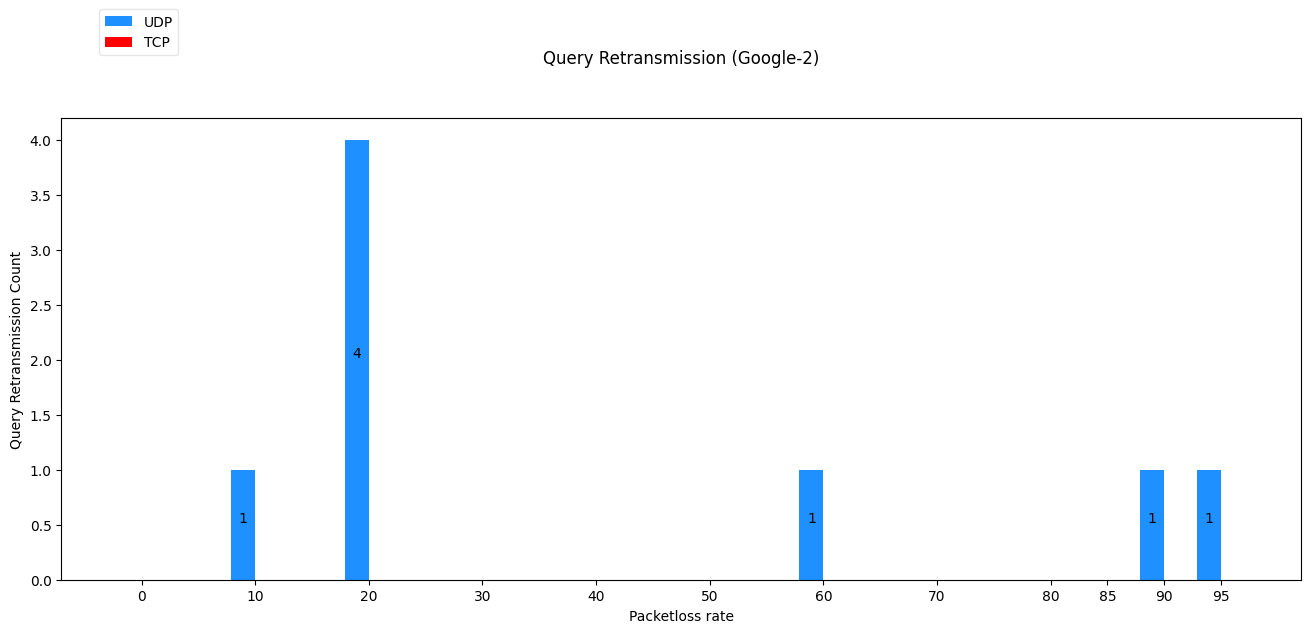 UDP
TCP
Query Retransmission (Google-2)
Query Retransmission Count
4.0
3.5
3.0
2.5
2.0
1.5
1.0
0.5
0.0
1
4
1
1
1
0 10 20 30 40 50 60 70 80 85 90 95
Packetloss rate